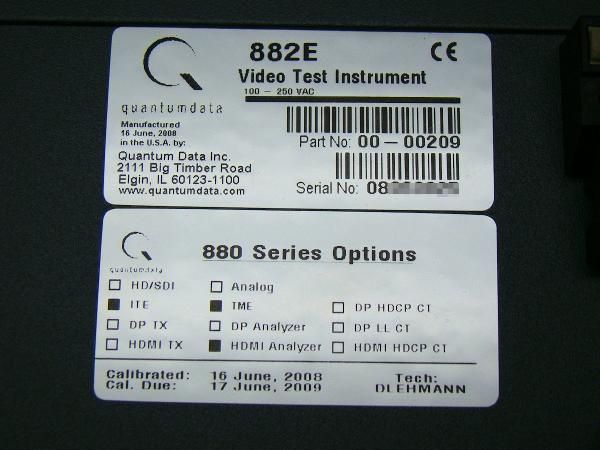 882E
CE
Video Test Instrument
100 - 250 VAC
quantumdata
Manufactured
16 June, 2008
in the U.S.A. by:
Part No: 00-00209
Quantum Data Inc.
2111 Big Timber Road
Elgin, IL 60123-1100
www.quantumdata.com
Serial No: 08
quantumdata
880 Series Options
HD/SDI Analog
ITE TME DP HDCP CT
DP TX DP Analyzer DP LL CT
HDMI TX HDMI Analyzer HDMI HDCP CT
Calibrated: 16 June, 2008 Tech:
Cal. Due: 17 June, 2009 DLEHMANN